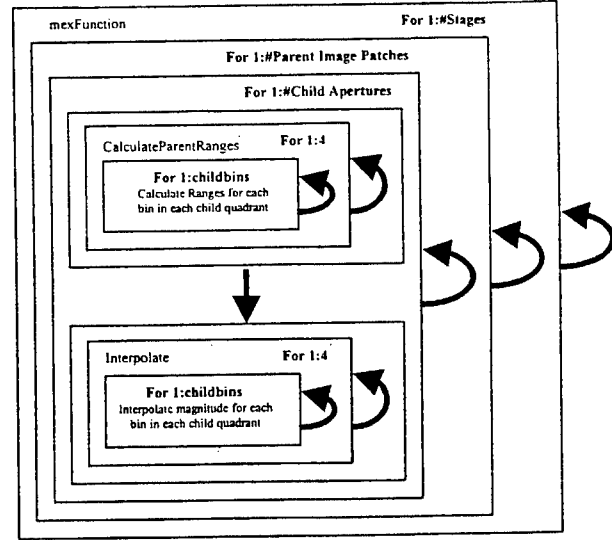 mexFunction
For 1:#Stages
For 1:#Parent Image Patches
For 1:#Child Apertures
CalculateParentRanges
For 1:4
For 1:childbins
Calculate Ranges for each
bin in each child quadrant
Interpolate
For 1:4
For 1:childbins
Interpolate magnitude for each
bin in each child quadrant